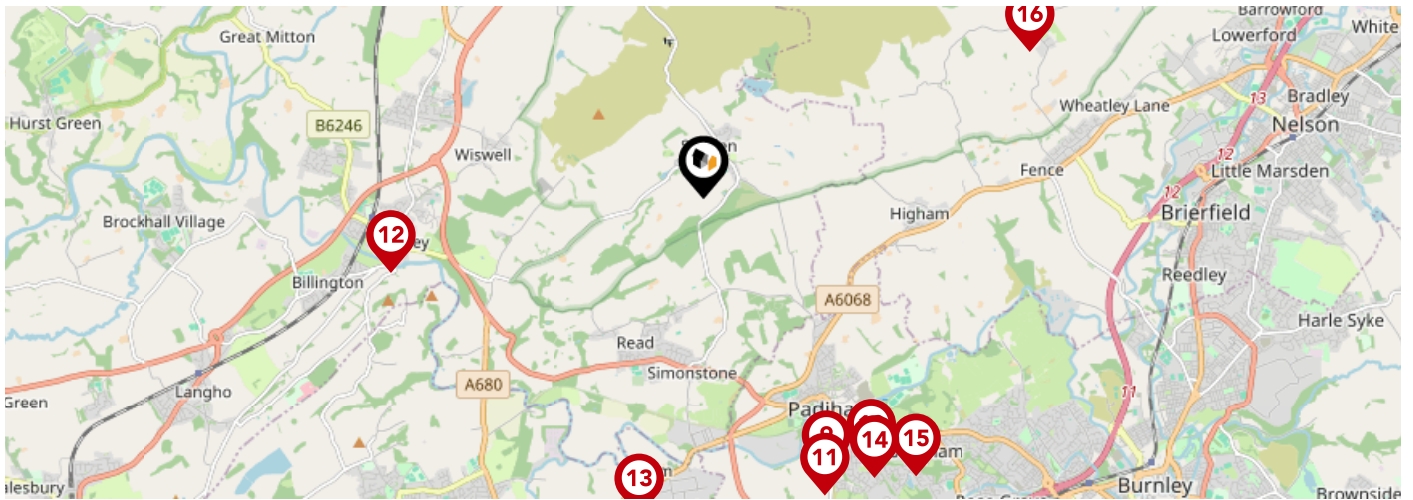 16
Barrowford
Great Mitton
Lowerford
White
Bradley
13
Wheatley Lane
Hurst Green
B6246
Nelson
Wiswell
12
Fence
Little Marsden
12
Brockhall Village
Higham
Brierfield
12
Billington
Reedley
A6068
Harle Syke
Read
Simonstone
A680
11
Langho
Green
14
15
11
13
Burnley
Brownside